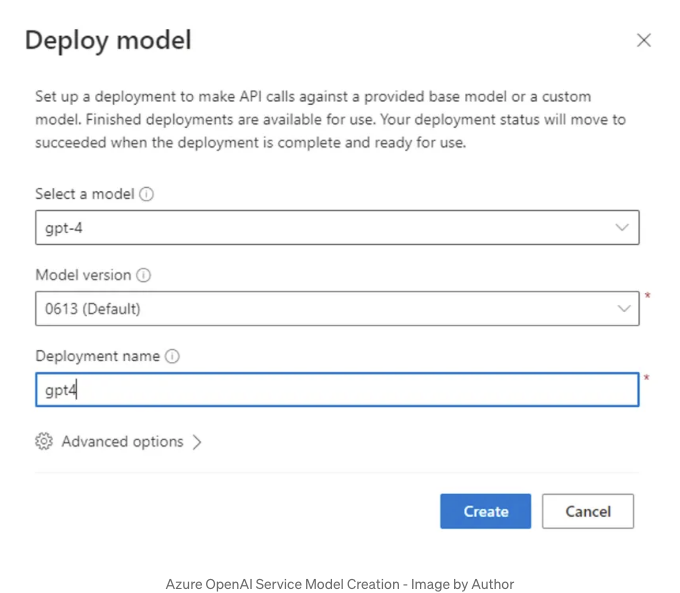 Deploy model
Set up a deployment to make API calls against a provided base model or a custom
model. Finished deployments are available for use. Your deployment status will move to
succeeded when the deployment is complete and ready for use.
Select a model
gpt-4
Model version
0613 (Default)
*
Deployment name
gpt4
*
Advanced options
Create Cancel
Azure OpenAI Service Model Creation - Image by Author